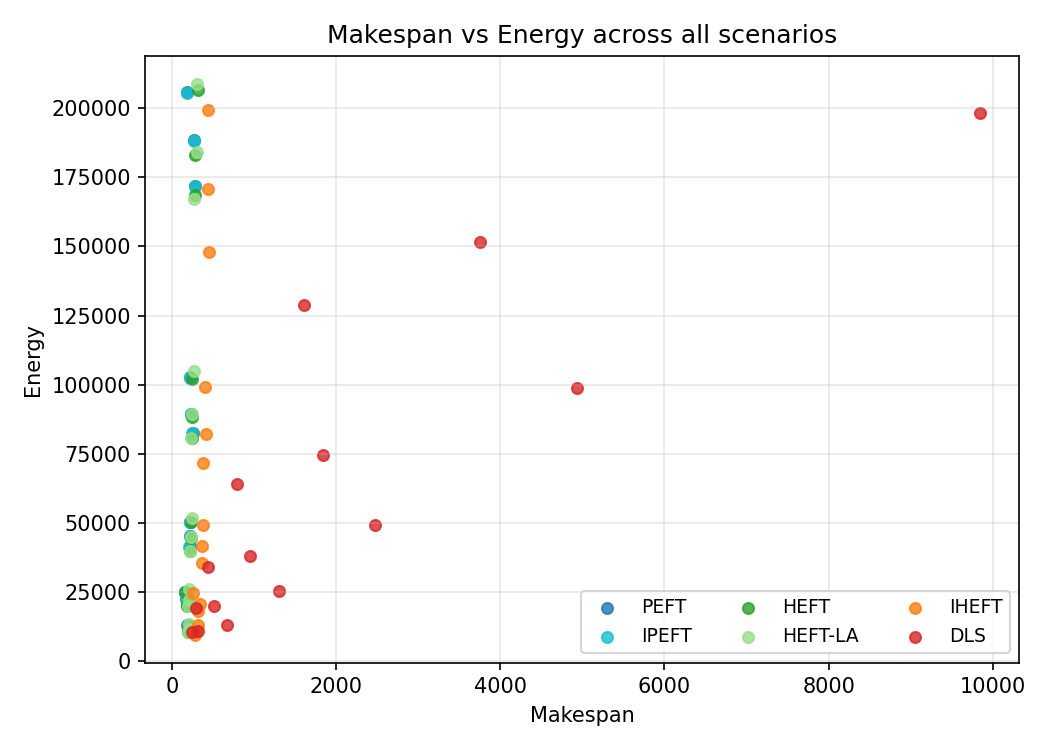 Makespan vs Energy across all scenarios
Energy
200000
175000
150000
125000
100000
75000
50000
25000
0
PEFT HEFT IHEFT
IPEFT HEFT-LA DLS
0 2000 4000 6000 8000 10000
Makespan